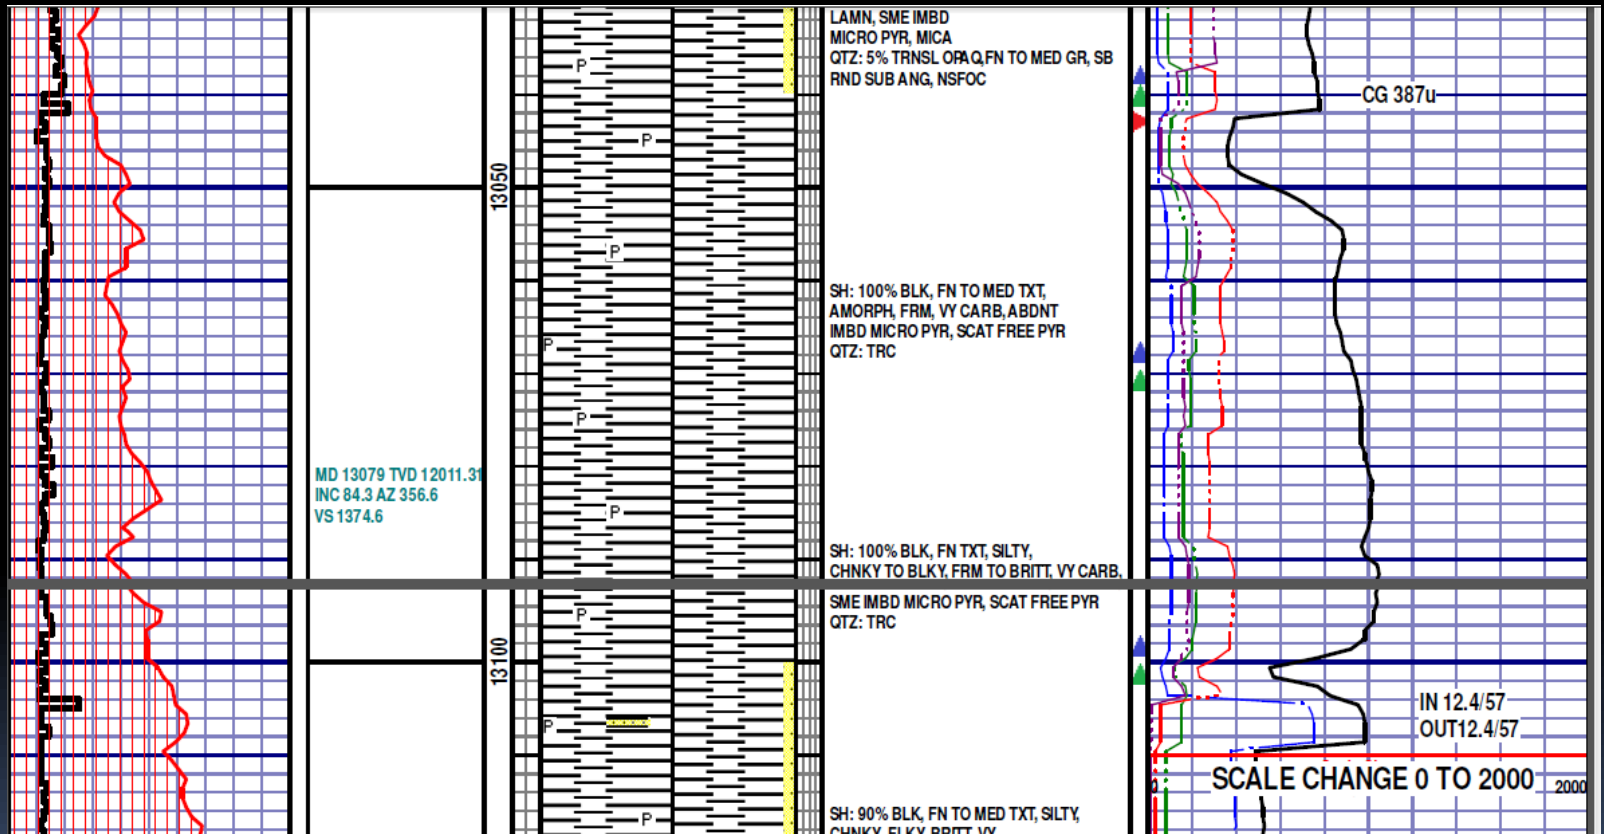 LAMN, SME IMBD
MICRO PYR, MICA
QTZ: 5% TRNSL OPAQ,FN TO MED GR, SB
RND SUB ANG, NSFOC
P
CG 387u
P
13050
P
SH: 100% BLK, FN TO MED TXT,
AMORPH, FRM, VY CARB, ABDNT
IMBD MICRO PYR, SCAT FREE PYR
QTZ: TRC
P
P
MD 13079 TVD 12011.31
INC 84.3 AZ 356.6
VS 1374.6
P
SH: 100% BLK, FN TXT, SILTY,
CHNKY TO BLKY, FRM TO BRITT, VY CARB,
SME IMBD MICRO PYR, SCAT FREE PYR
QTZ: TRC
P
13100
IN 12.4/57
OUT12.4/57
P
SCALE CHANGE 0 TO 2000
0
2000
SH: 90% BLK, FN TO MED TXT, SILTY,
P